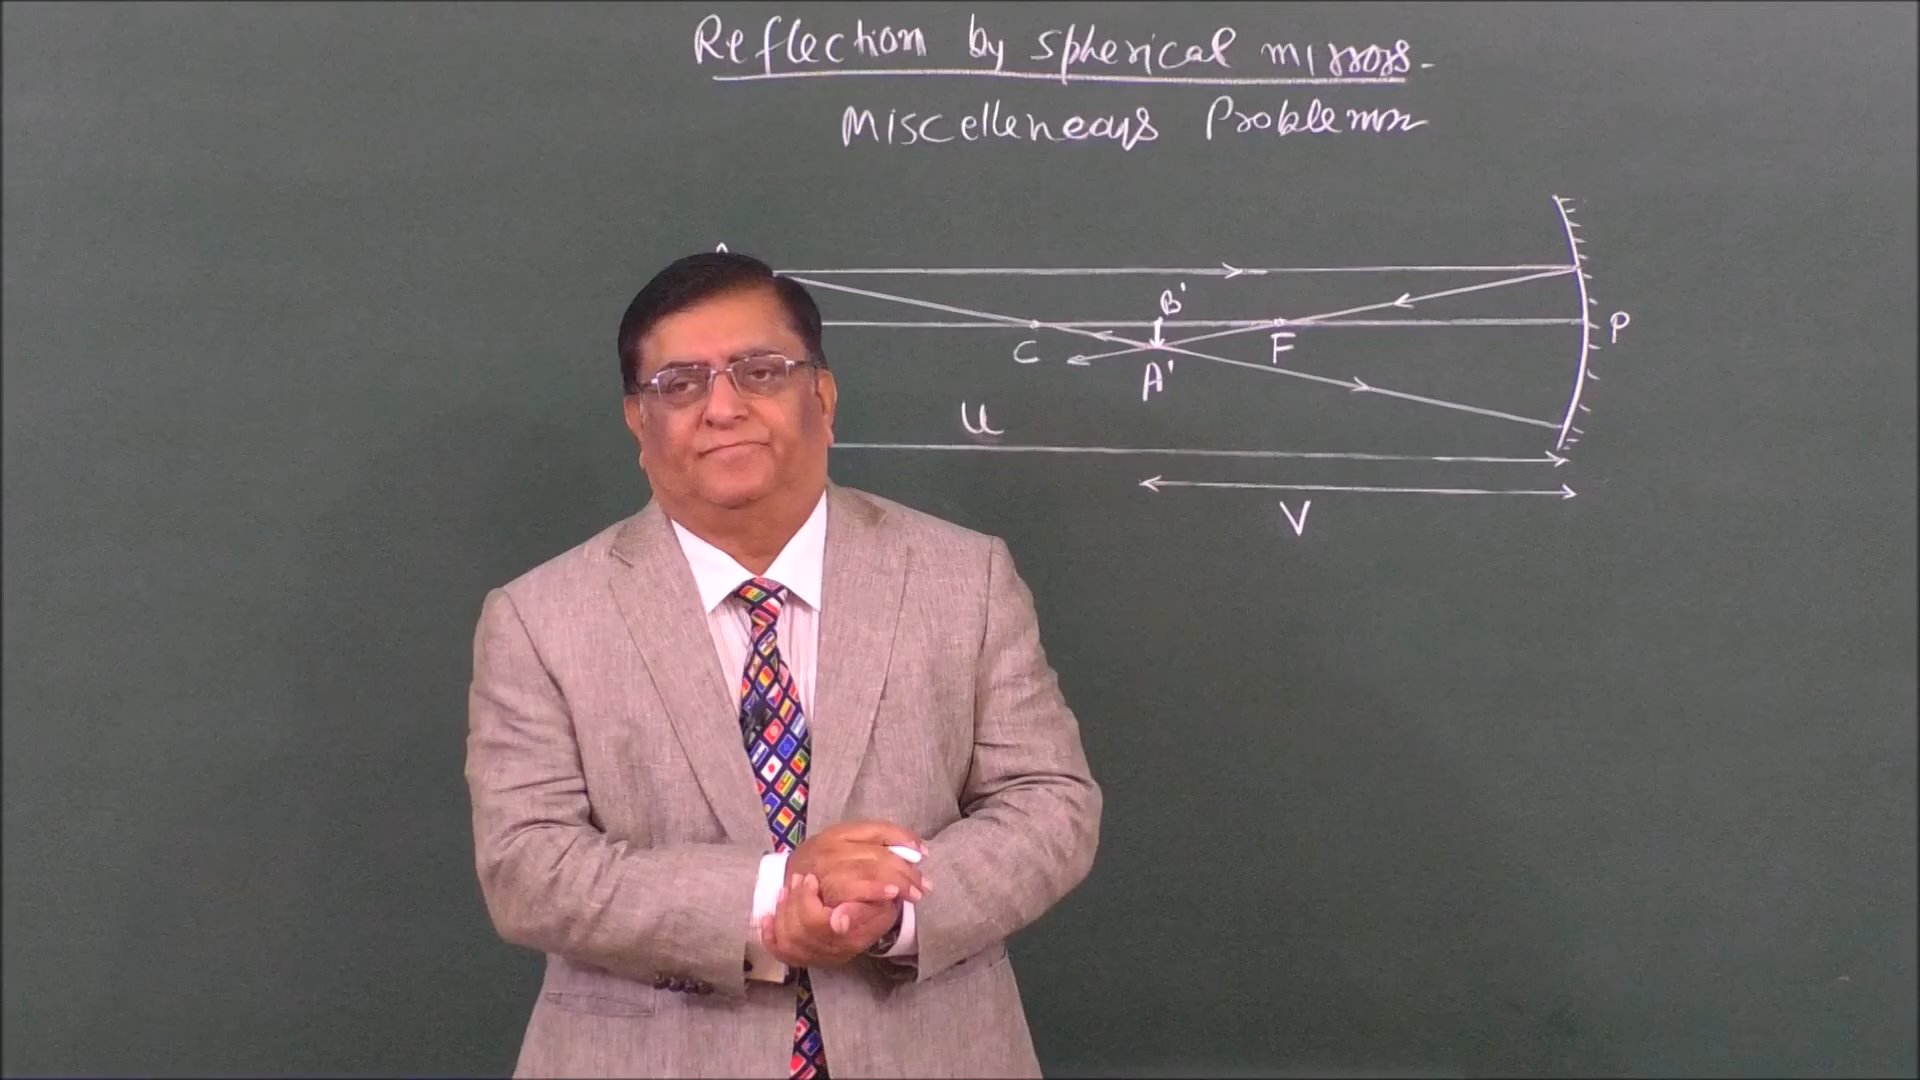 Reflection by spherical mirrors.
Miscelleneous Problems
B'
C
A'
F
P
u
V